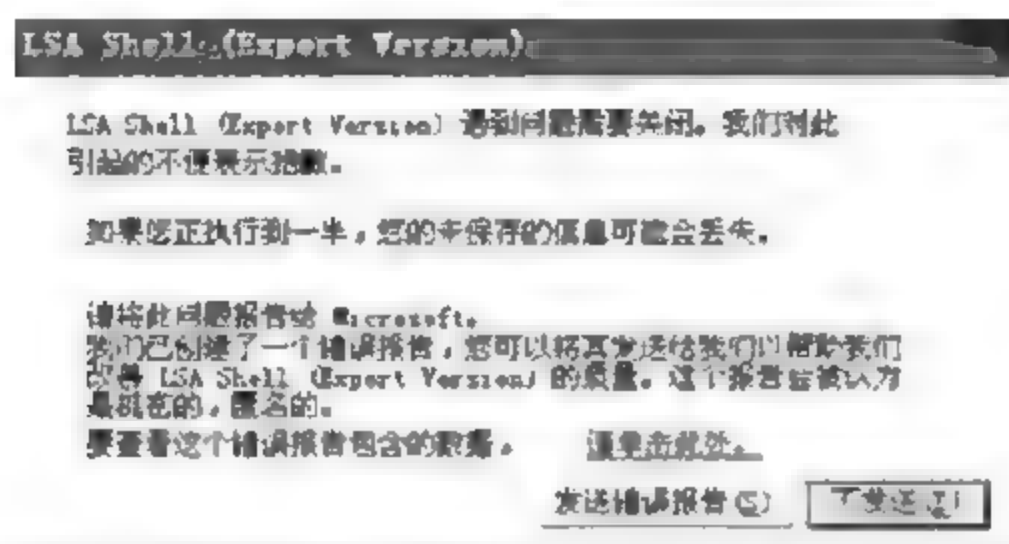 LSA Shell (Export Version)
LSA Shell (Export Version) 遇到问题需要关闭。我们对此
引起的不便表示抱歉。
如果您正执行到一半，您的未保存的信息可能会丢失。
请将此问题报告给 Microsoft。
我们已创建了一个错误报告，您可以将其发送给我们以帮助我们
改善 LSA Shell (Export Version) 的质量。这个报告会被认为
是机密的，匿名的。
要查看这个错误报告包含的数据， 请单击此处。
发送错误报告(S) 不发送(D)